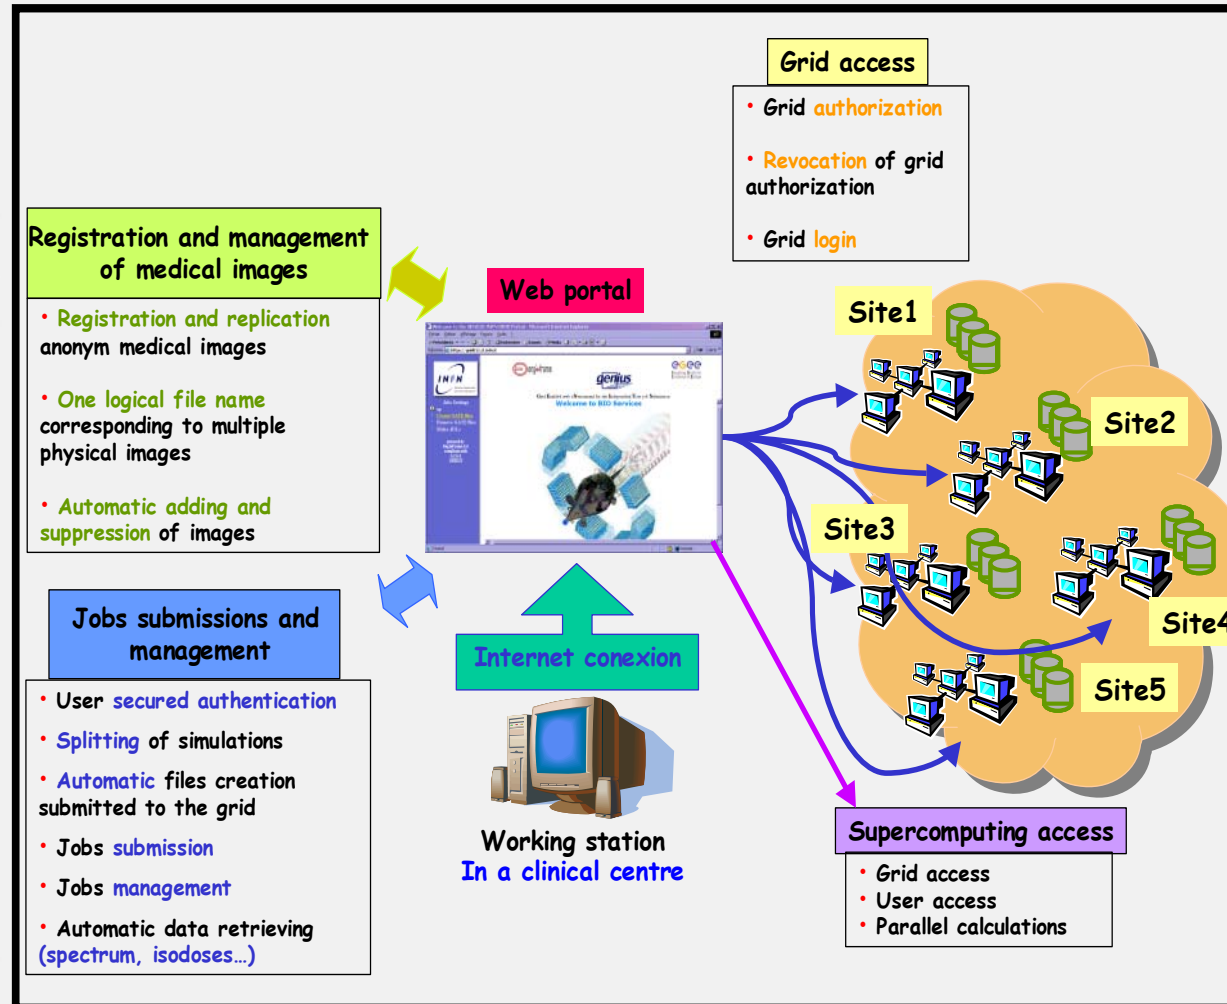 Grid access
• Grid authorization
• Revocation of grid
authorization
• Grid login
Registration and management
of medical images
• Registration and replication
anonym medical images
• One logical file name
corresponding to multiple
physical images
• Automatic adding and
suppression of images
Web portal
INFN
genius
egee
Welcome to BIO Services
Site1
Site2
Site3
Site4
Site5
Jobs submissions and
management
• User secured authentication
• Splitting of simulations
• Automatic files creation
submitted to the grid
• Jobs submission
• Jobs management
• Automatic data retrieving
(spectrum, isodoses…)
Internet conexion
Working station
In a clinical centre
Supercomputing access
• Grid access
• User access
• Parallel calculations